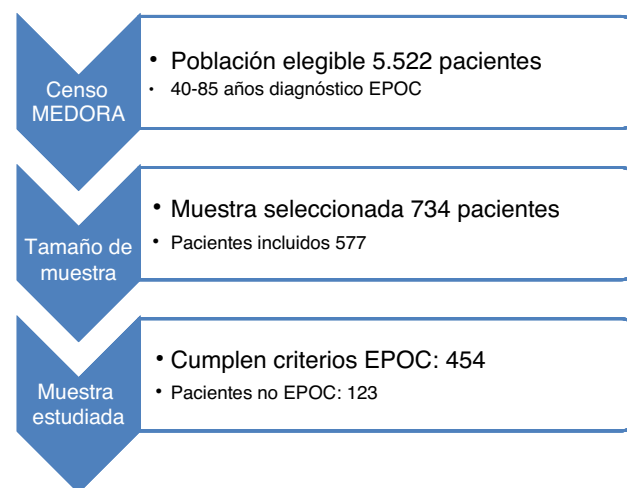 Censo
MEDORA
• Población elegible 5.522 pacientes
• 40-85 años diagnóstico EPOC
Tamaño de
muestra
• Muestra seleccionada 734 pacientes
• Pacientes incluidos 577
Muestra
estudiada
• Cumplen criterios EPOC: 454
• Pacientes no EPOC: 123